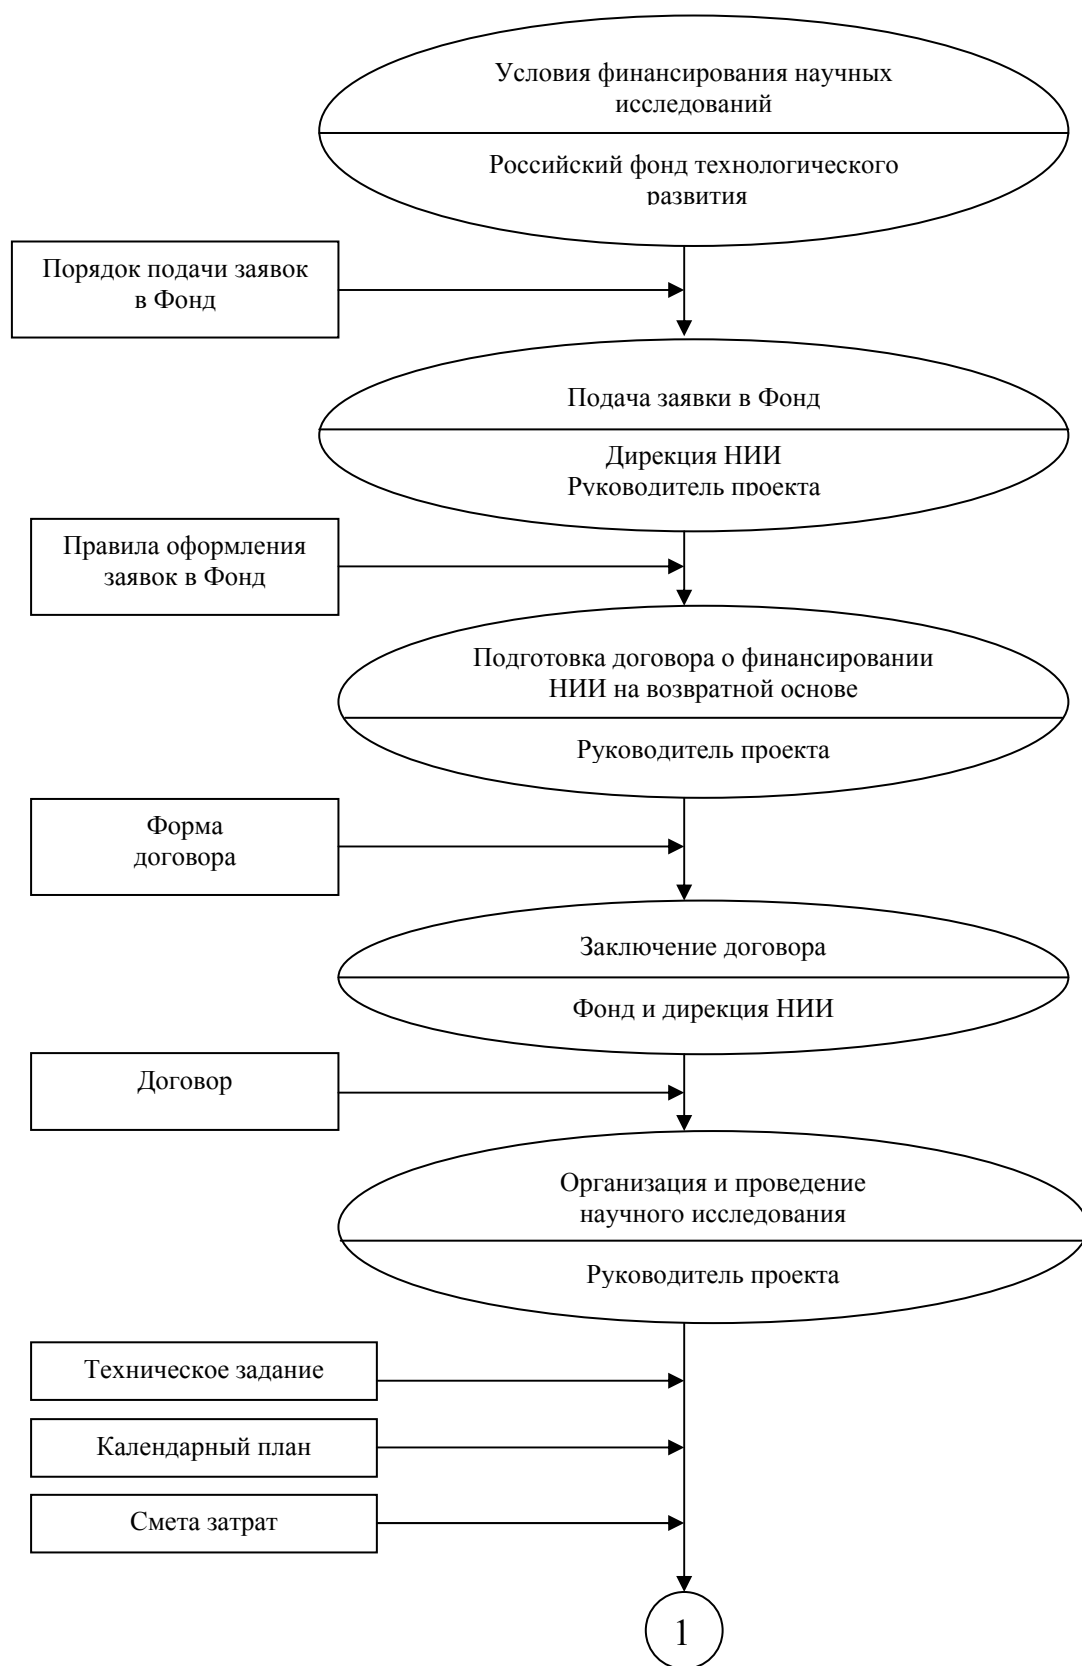 Условия финансирования научных
исследований
Российский фонд технологического
развития
Порядок подачи заявок
в Фонд
Подача заявки в Фонд
Дирекция НИИ
Руководитель проекта
Правила оформления
заявок в Фонд
Подготовка договора о финансировании
НИИ на возвратной основе
Руководитель проекта
Форма
договора
Заключение договора
Фонд и дирекция НИИ
Договор
Организация и проведение
научного исследования
Руководитель проекта
Техническое задание
Календарный план
Смета затрат
1